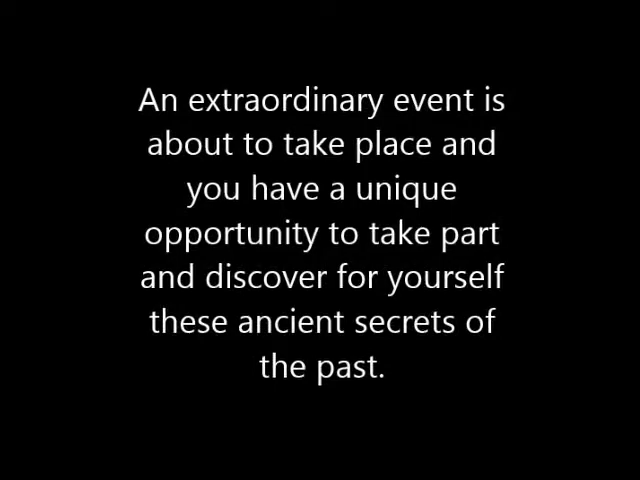 An extraordinary event is
about to take place and
you have a unique
opportunity to take part
and discover for yourself
these ancient secrets of
the past.